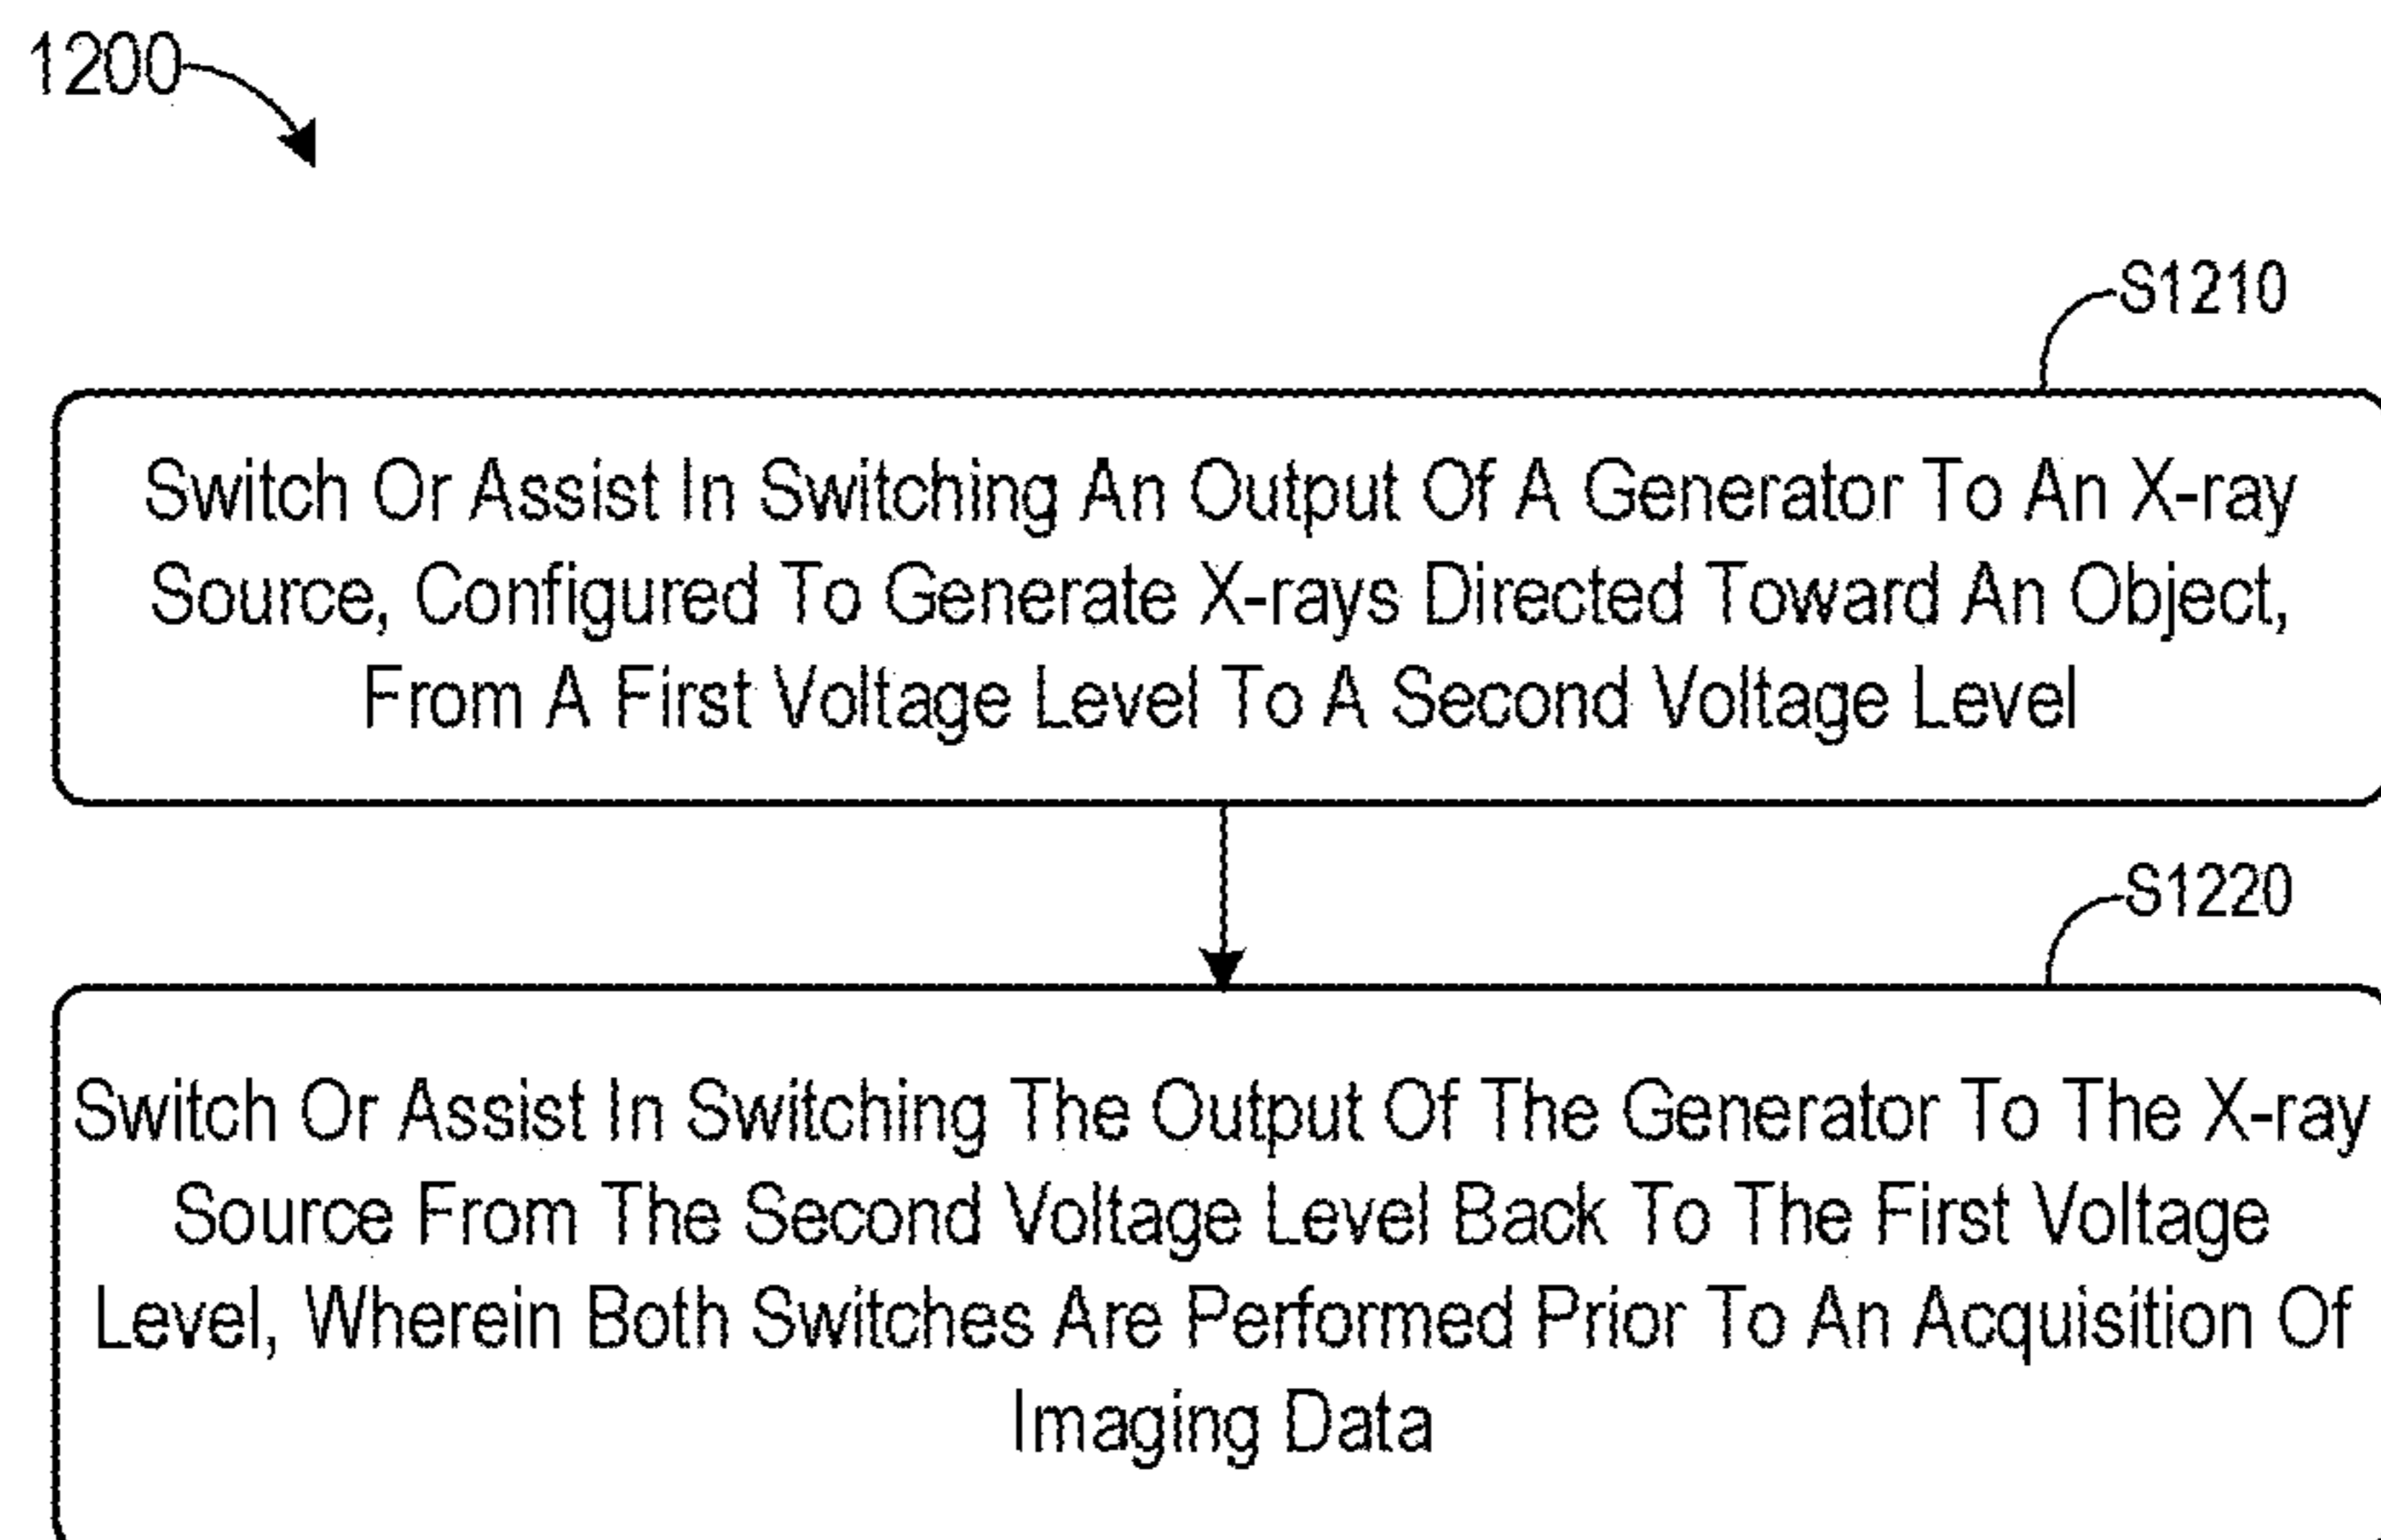 1200
S1210
Switch Or Assist In Switching An Output Of A Generator To An X-ray
Source, Configured To Generate X-rays Directed Toward An Object,
From A First Voltage Level To A Second Voltage Level
S1220
Switch Or Assist In Switching The Output Of The Generator To The X-ray
Source From The Second Voltage Level Back To The First Voltage
Level, Wherein Both Switches Are Performed Prior To An Acquisition Of
Imaging Data